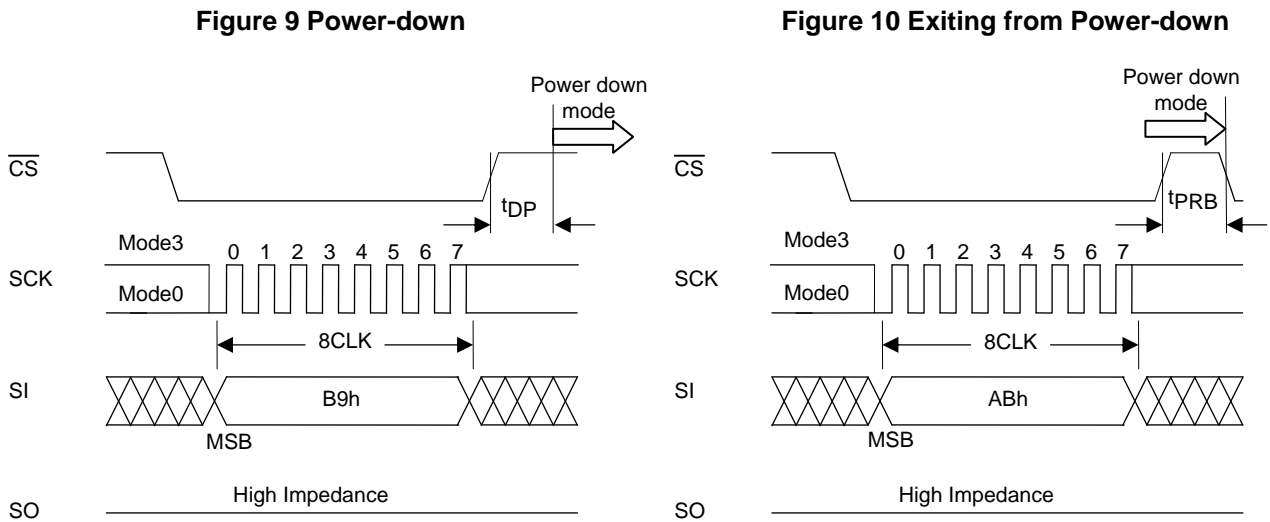 Figure 9 Power-down
Power down
mode
CS
tDP
Mode3
0 1 2 3 4 5 6 7
SCK
Mode0
8CLK
SI
B9h
MSB
High Impedance
SO
Figure 10 Exiting from Power-down
Power down
mode
CS
tPRB
Mode3
0 1 2 3 4 5 6 7
SCK
Mode0
8CLK
SI
ABh
MSB
High Impedance
SO